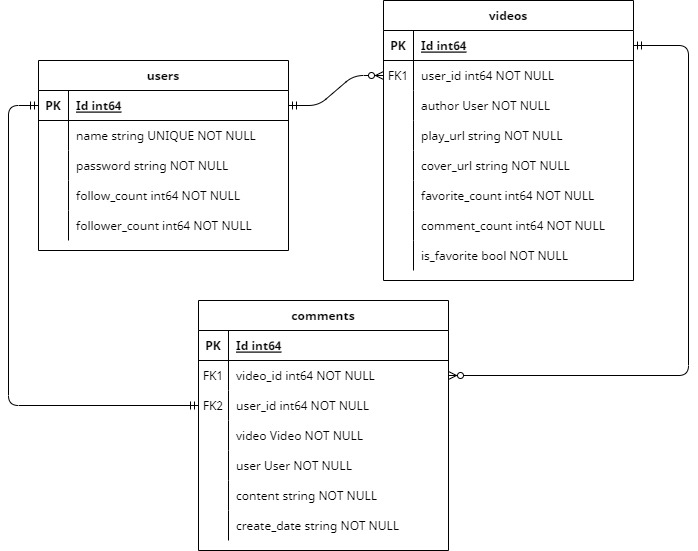 users
PK Id int64
name string UNIQUE NOT NULL
password string NOT NULL
follow_count int64 NOT NULL
follower_count int64 NOT NULL
videos
PK Id int64
FK1 user_id int64 NOT NULL
author User NOT NULL
play_url string NOT NULL
cover_url string NOT NULL
favorite_count int64 NOT NULL
comment_count int64 NOT NULL
is_favorite bool NOT NULL
comments
PK Id int64
FK1 video_id int64 NOT NULL
FK2 user_id int64 NOT NULL
video Video NOT NULL
user User NOT NULL
content string NOT NULL
create_date string NOT NULL